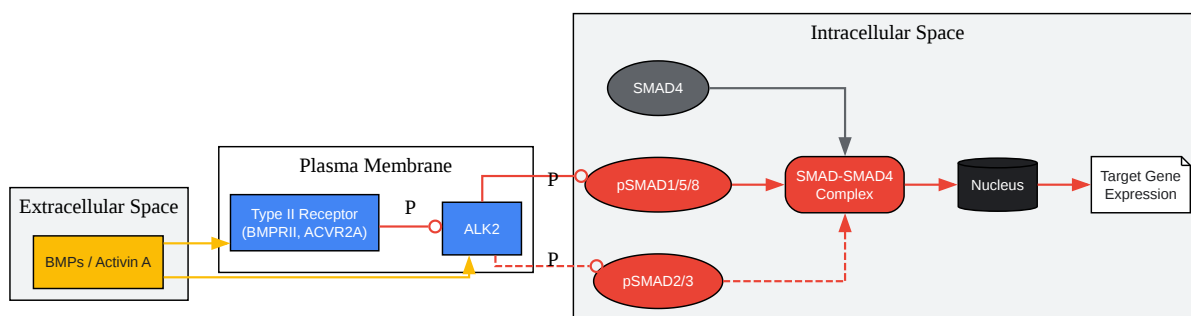 Extracellular Space
BMPs / Activin A
Plasma Membrane
Type II Receptor
(BMPRII, ACVR2A)
P
ALK2
P
P
Intracellular Space
SMAD4
pSMAD1/5/8
pSMAD2/3
SMAD-SMAD4
Complex
Nucleus
Target Gene
Expression